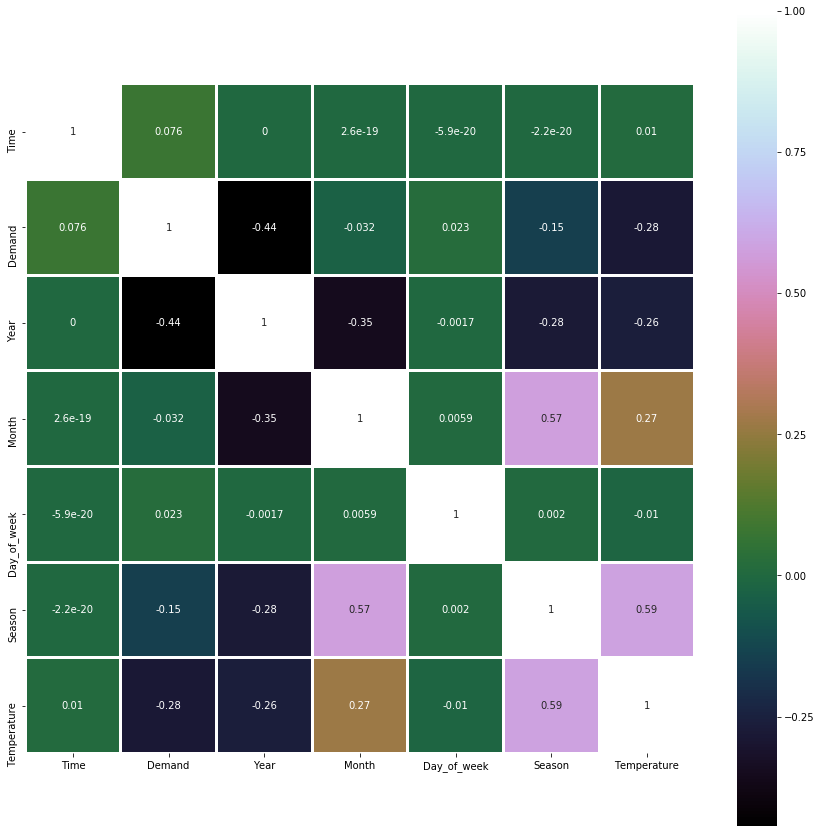 1.00
Time 1 0.076 0 2.6e-19 -5.9e-20 -2.2e-20 0.01
0.75
Demand 0.076 1 -0.44 -0.032 0.023 -0.15 -0.28
0.50
Year 0 -0.44 1 -0.35 -0.0017 -0.28 -0.26
Month 2.6e-19 -0.032 -0.35 1 0.0059 0.57 0.27
0.25
Day_of_week -5.9e-20 0.023 -0.0017 0.0059 1 0.002 -0.01
0.00
Season -2.2e-20 -0.15 -0.28 0.57 0.002 1 0.59
Temperature 0.01 -0.28 -0.26 0.27 -0.01 0.59 1
−0.25
Time Demand Year Month Day_of_week Season Temperature